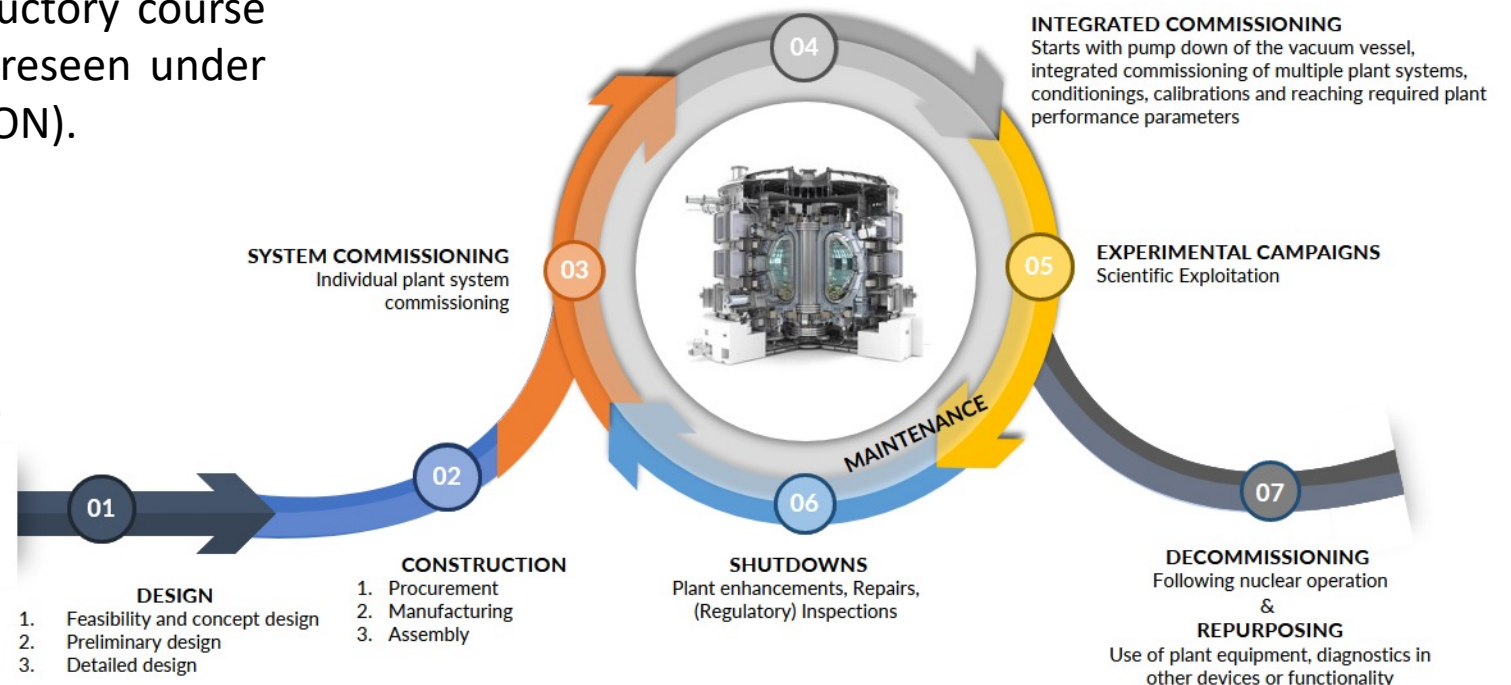 uctory course
reseen under
ON).
04
INTEGRATED COMMISSIONING
Starts with pump down of the vacuum vessel,
integrated commissioning of multiple plant systems,
conditionings, calibrations and reaching required plant
performance parameters
SYSTEM COMMISSIONING
Individual plant system
commissioning
03
05
EXPERIMENTAL CAMPAIGNS
Scientific Exploitation
MAINTENANCE
01
02
06
07
DESIGN
1. Feasibility and concept design
2. Preliminary design
3. Detailed design
CONSTRUCTION
1. Procurement
2. Manufacturing
3. Assembly
SHUTDOWNS
Plant enhancements, Repairs,
(Regulatory) Inspections
DECOMMISSIONING
Following nuclear operation
&
REPURPOSING
Use of plant equipment, diagnostics in
other devices or functionality